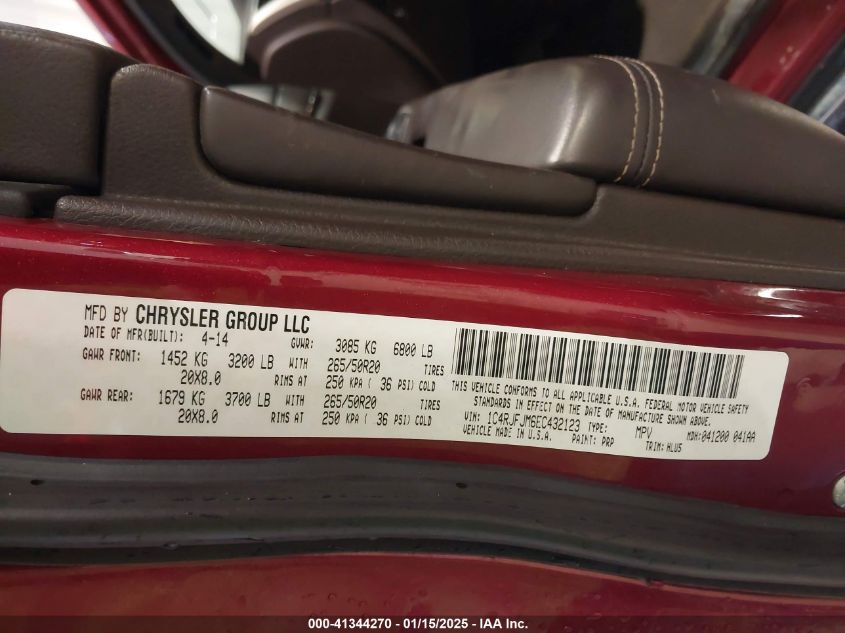 MFD BY CHRYSLER GROUP LLC
DATE OF MFR(BUILT): 4-14 GVWR: 3085 KG 6800 LB
GAWR FRONT: 1452 KG 3200 LB WITH 265/50R20 TIRES
20X8.0 RIMS AT 250 KPA ( 36 PSI) COLD
GAWR REAR: 1679 KG 3700 LB WITH 265/50R20 TIRES
20X8.0 RIMS AT 250 KPA ( 36 PSI) COLD
THIS VEHICLE CONFORMS TO ALL APPLICABLE U.S.A. FEDERAL MOTOR VEHICLE SAFETY
STANDARDS IN EFFECT ON THE DATE OF MANUFACTURE SHOWN ABOVE.
VIN: 1C4RJFJM6EC432123 TYPE: MPV MDH:041200 041AA
VEHICLE MADE IN U.S.A. PAINT: PRP TRIM: HLU5
000-41344270 - 01/15/2025 - IAA Inc.